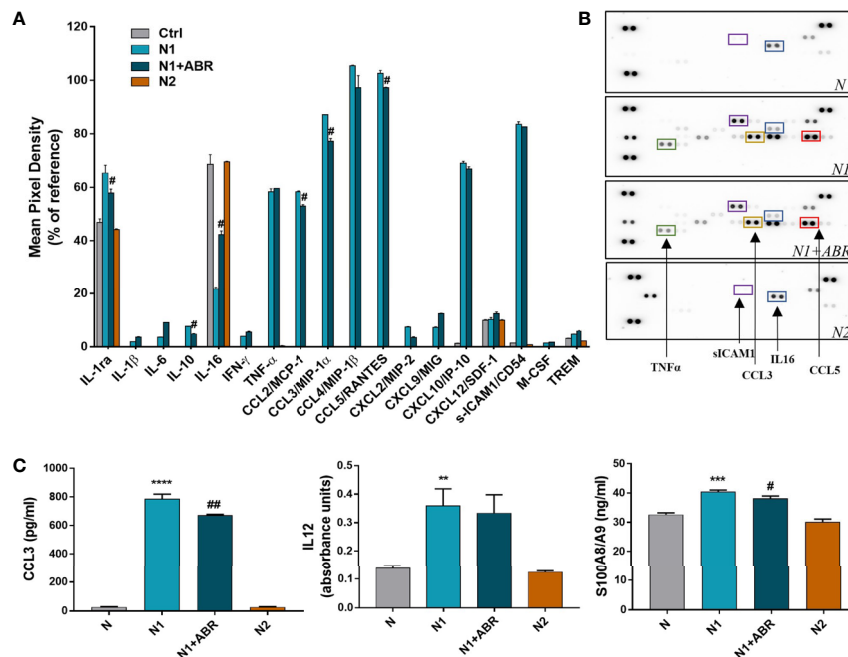 A
Ctrl
N1
N1+ABR
N2
Mean Pixel Density
(% of reference)
120
100
80
60
40
20
0
#
#
#
#
#
#
IL-1ra
IL-1β
IL-6
IL-10
IL-16
IFN-γ
TNF-α
CCL2/MCP-1
CCL3/MIP-1α
CCL4/MIP-1β
CCL5/RANTES
CXCL2/MIP-2
CXCL9/MIG
CXCL10/IP-10
CXCL12/SDF-1
s-ICAM1/CD54
M-CSF
TREM
B
N
N1
N1+ABR
N2
TNFα
sICAM1
CCL3
IL16
CCL5
C
CCL3 (pg/ml)
1000
800
600
400
200
0
****
##
N
N1
N1+ABR
N2
IL12
(absorbance units)
0.5
0.4
0.3
0.2
0.1
0.0
**
N
N1
N1+ABR
N2
S100A8/A9 (ng/ml)
50
40
30
20
10
0
***
#
N
N1
N1+ABR
N2